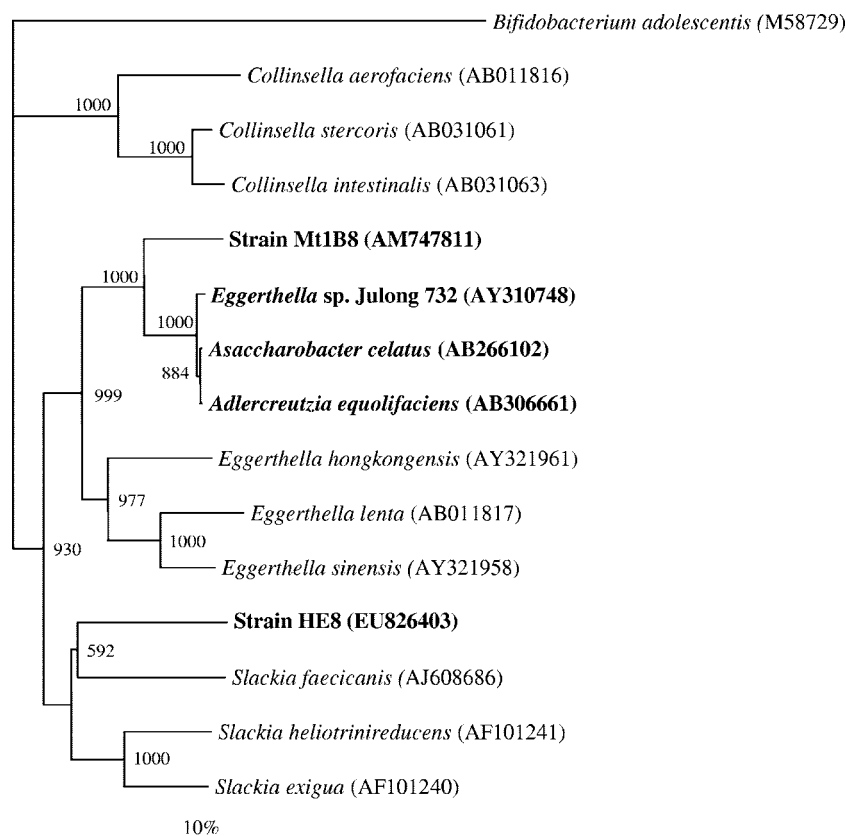 Bifidobacterium adolescentis (M58729)
Collinsella aerofaciens (AB011816)
1000
Collinsella stercoris (AB031061)
1000
Collinsella intestinalis (AB031063)
Strain Mt1B8 (AM747811)
1000
Eggerthella sp. Julong 732 (AY310748)
1000
Asaccharobacter celatus (AB266102)
884
999
Adlercreutzia equolifaciens (AB306661)
Eggerthella hongkongensis (AY321961)
977
Eggerthella lenta (AB011817)
1000
930
Eggerthella sinensis (AY321958)
Strain HE8 (EU826403)
592
Slackia faecicanis (AJ608686)
Slackia heliotrinireducens (AF101241)
1000
Slackia exigua (AF101240)
10%